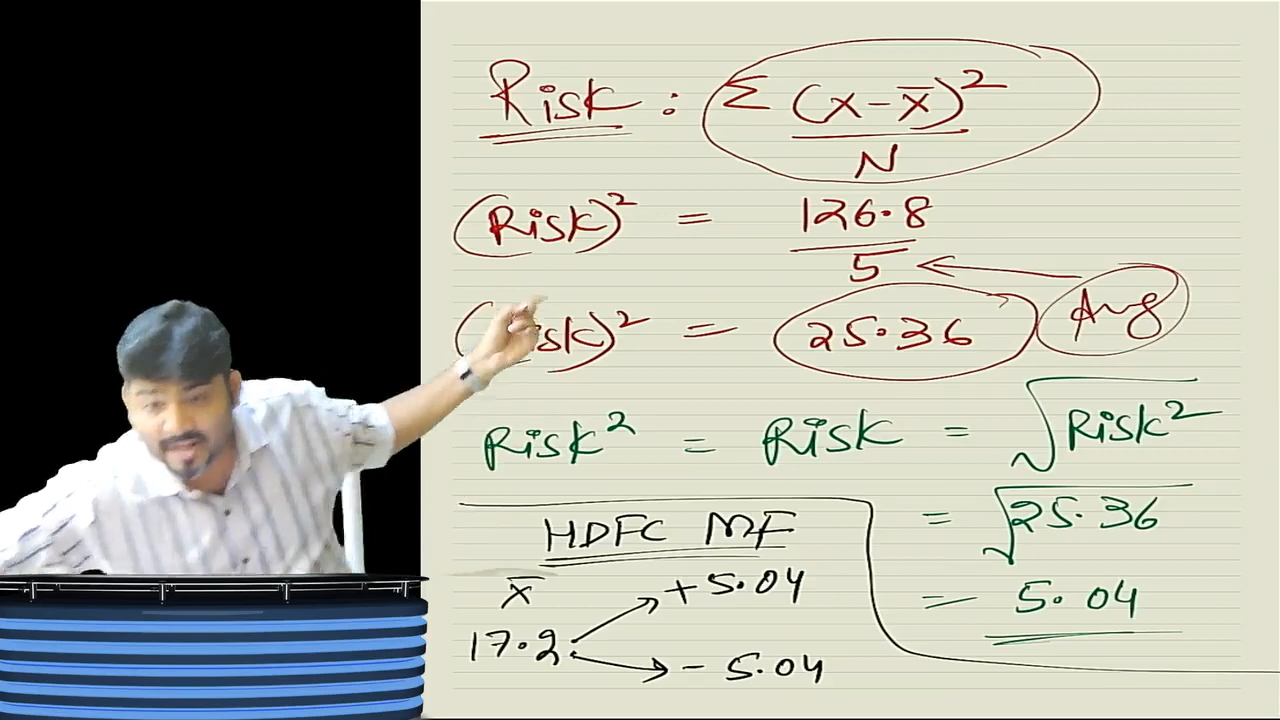 Risk : Σ (x - x̅)²
N
(Risk)² = 126.8
5
Avg
(Risk)² = 25.36
Risk² = Risk = √Risk²
= √25.36
= 5.04
HDFC MF
x̅
17.2
+ 5.04
- 5.04